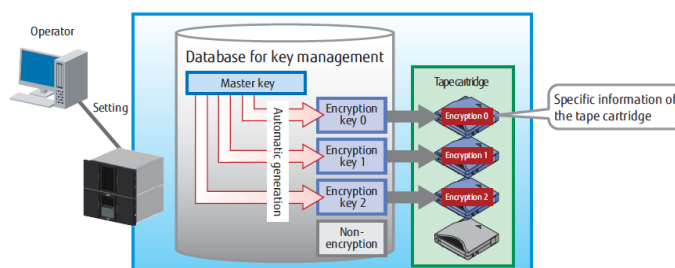 Operator
Setting
Database for key management
Master key
Automatic generation
Encryption
key 0
Encryption
key 1
Encryption
key 2
Non-
encryption
Tape cartridge
Encryption 0
Encryption 1
Encryption 2
Specific information of
the tape cartridge